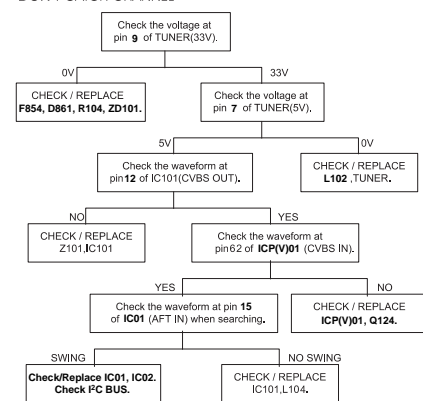 Check the voltage at
pin 9 of TUNER(33V).
0V
33V
CHECK / REPLACE
F854, D861, R104, ZD101.
Check the voltage at
pin 7 of TUNER(5V).
5V
0V
Check the waveform at
pin12 of IC101(CVBS OUT).
CHECK / REPLACE
L102 ,TUNER.
NO
YES
CHECK / REPLACE
Z101,IC101
Check the waveform at
pin62 of ICP(V)01 (CVBS IN).
YES
NO
Check the waveform at pin 15
of IC01 (AFT IN) when searching.
CHECK / REPLACE
ICP(V)01, Q124.
SWING
NO SWING
Check/Replace IC01, IC02.
Check I²C BUS.
CHECK / REPLACE
IC101,L104.